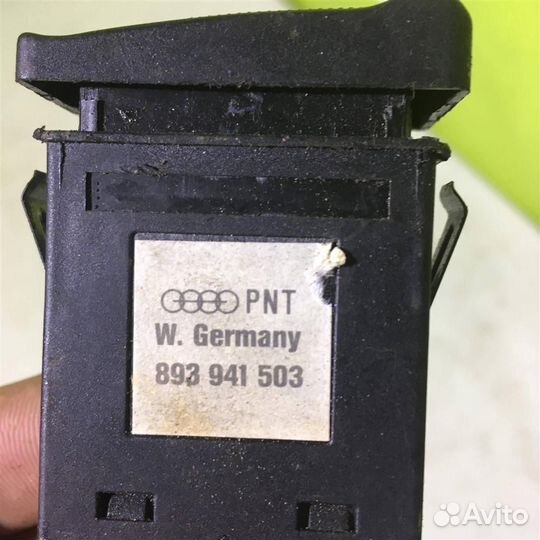 PNT
W. Germany
893 941 503
Avito